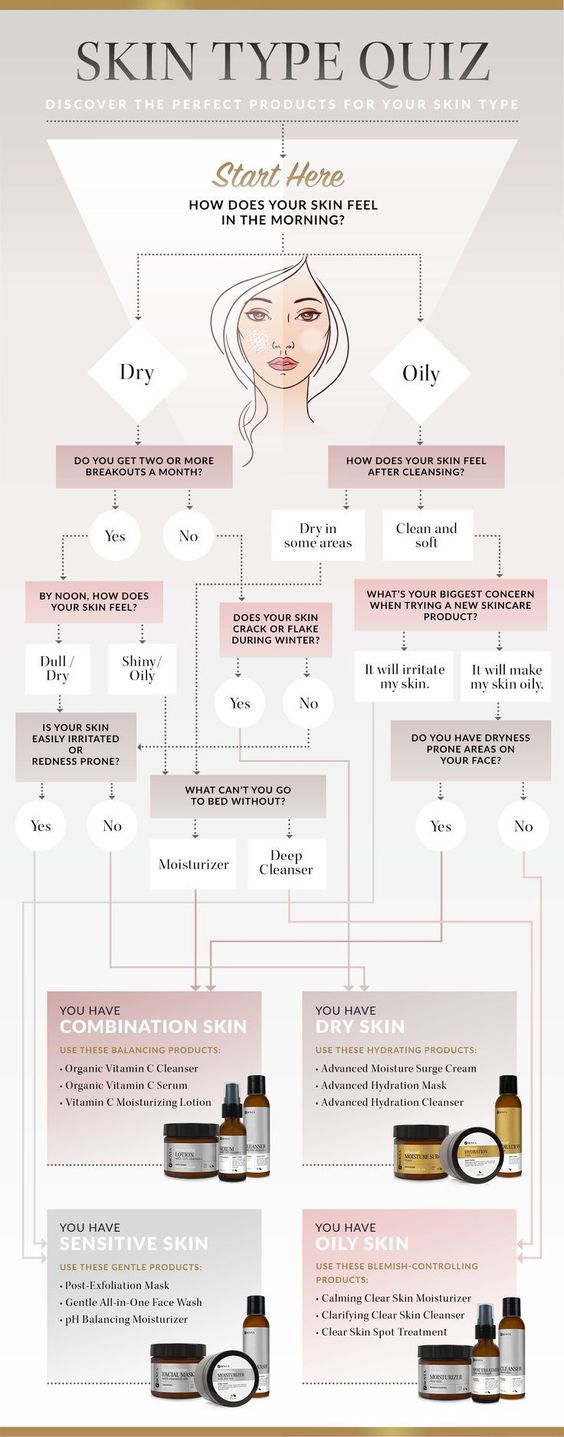 SKIN TYPE QUIZ
DISCOVER THE PERFECT PRODUCTS FOR YOUR SKIN TYPE
Start Here
HOW DOES YOUR SKIN FEEL
IN THE MORNING?
Dry
Oily
DO YOU GET TWO OR MORE
BREAKOUTS A MONTH?
HOW DOES YOUR SKIN FEEL
AFTER CLEANSING?
Yes
No
Dry in
some areas
Clean and
soft
BY NOON, HOW DOES
YOUR SKIN FEEL?
DOES YOUR SKIN
CRACK OR FLAKE
DURING WINTER?
WHAT'S YOUR BIGGEST CONCERN
WHEN TRYING A NEW SKINCARE
PRODUCT?
Dull /
Dry
Shiny/
Oily
Yes
No
It will irritate
my skin.
It will make
my skin oily.
IS YOUR SKIN
EASILY IRRITATED
OR
REDNESS PRONE?
DO YOU HAVE DRYNESS
PRONE AREAS ON
YOUR FACE?
WHAT CAN'T YOU GO
TO BED WITHOUT?
Yes
No
Moisturizer
Deep
Cleanser
Yes
No
YOU HAVE
COMBINATION SKIN
USE THESE BALANCING PRODUCTS:
• Organic Vitamin C Cleanser
• Organic Vitamin C Serum
• Vitamin C Moisturizing Lotion
LOTION
CLEANSER
YOU HAVE
DRY SKIN
USE THESE HYDRATING PRODUCTS:
• Advanced Moisture Surge Cream
• Advanced Hydration Mask
• Advanced Hydration Cleanser
HYDRATION
YOU HAVE
SENSITIVE SKIN
USE THESE GENTLE PRODUCTS:
• Post-Exfoliation Mask
• Gentle All-in-One Face Wash
• pH Balancing Moisturizer
FACIAL MASK
MOISTURIZER
YOU HAVE
OILY SKIN
USE THESE BLEMISH-CONTROLLING
PRODUCTS:
• Calming Clear Skin Moisturizer
• Clarifying Clear Skin Cleanser
• Clear Skin Spot Treatment
MOISTURIZER
CLEANSER